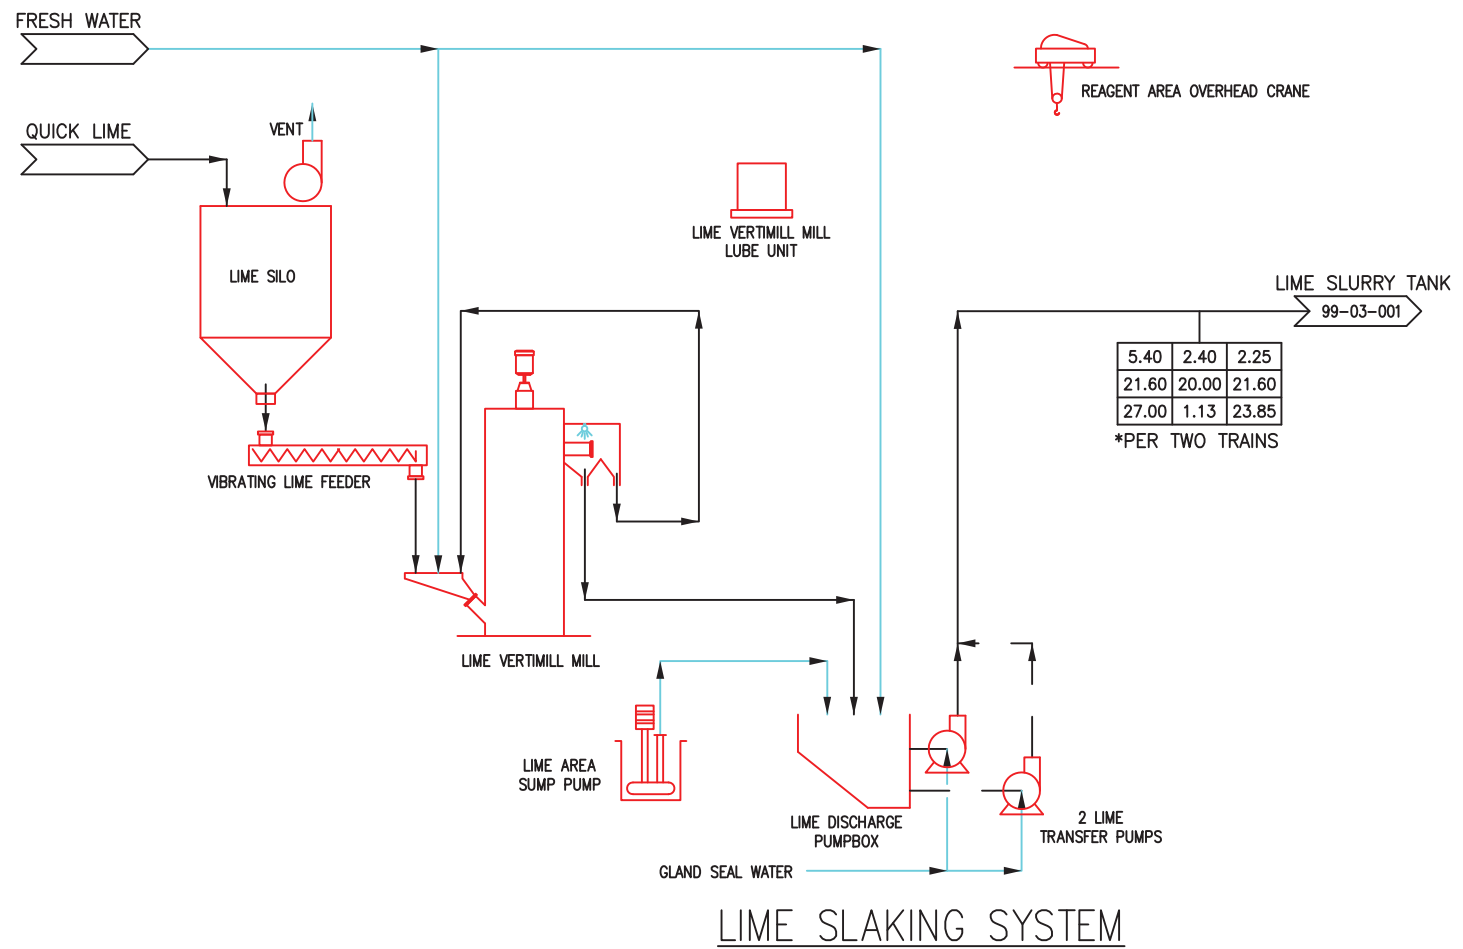 FRESH WATER
REAGENT AREA OVERHEAD CRANE
QUICK LIME
VENT
LIME VERTIMILL MILL
LUBE UNIT
LIME SILO
LIME SLURRY TANK
99-03-001
5.40 2.40 2.25
21.60 20.00 21.60
27.00 1.13 23.85
*PER TWO TRAINS
VIBRATING LIME FEEDER
LIME VERTIMILL MILL
LIME AREA
SUMP PUMP
LIME DISCHARGE
PUMPBOX
2 LIME
TRANSFER PUMPS
GLAND SEAL WATER
LIME SLAKING SYSTEM